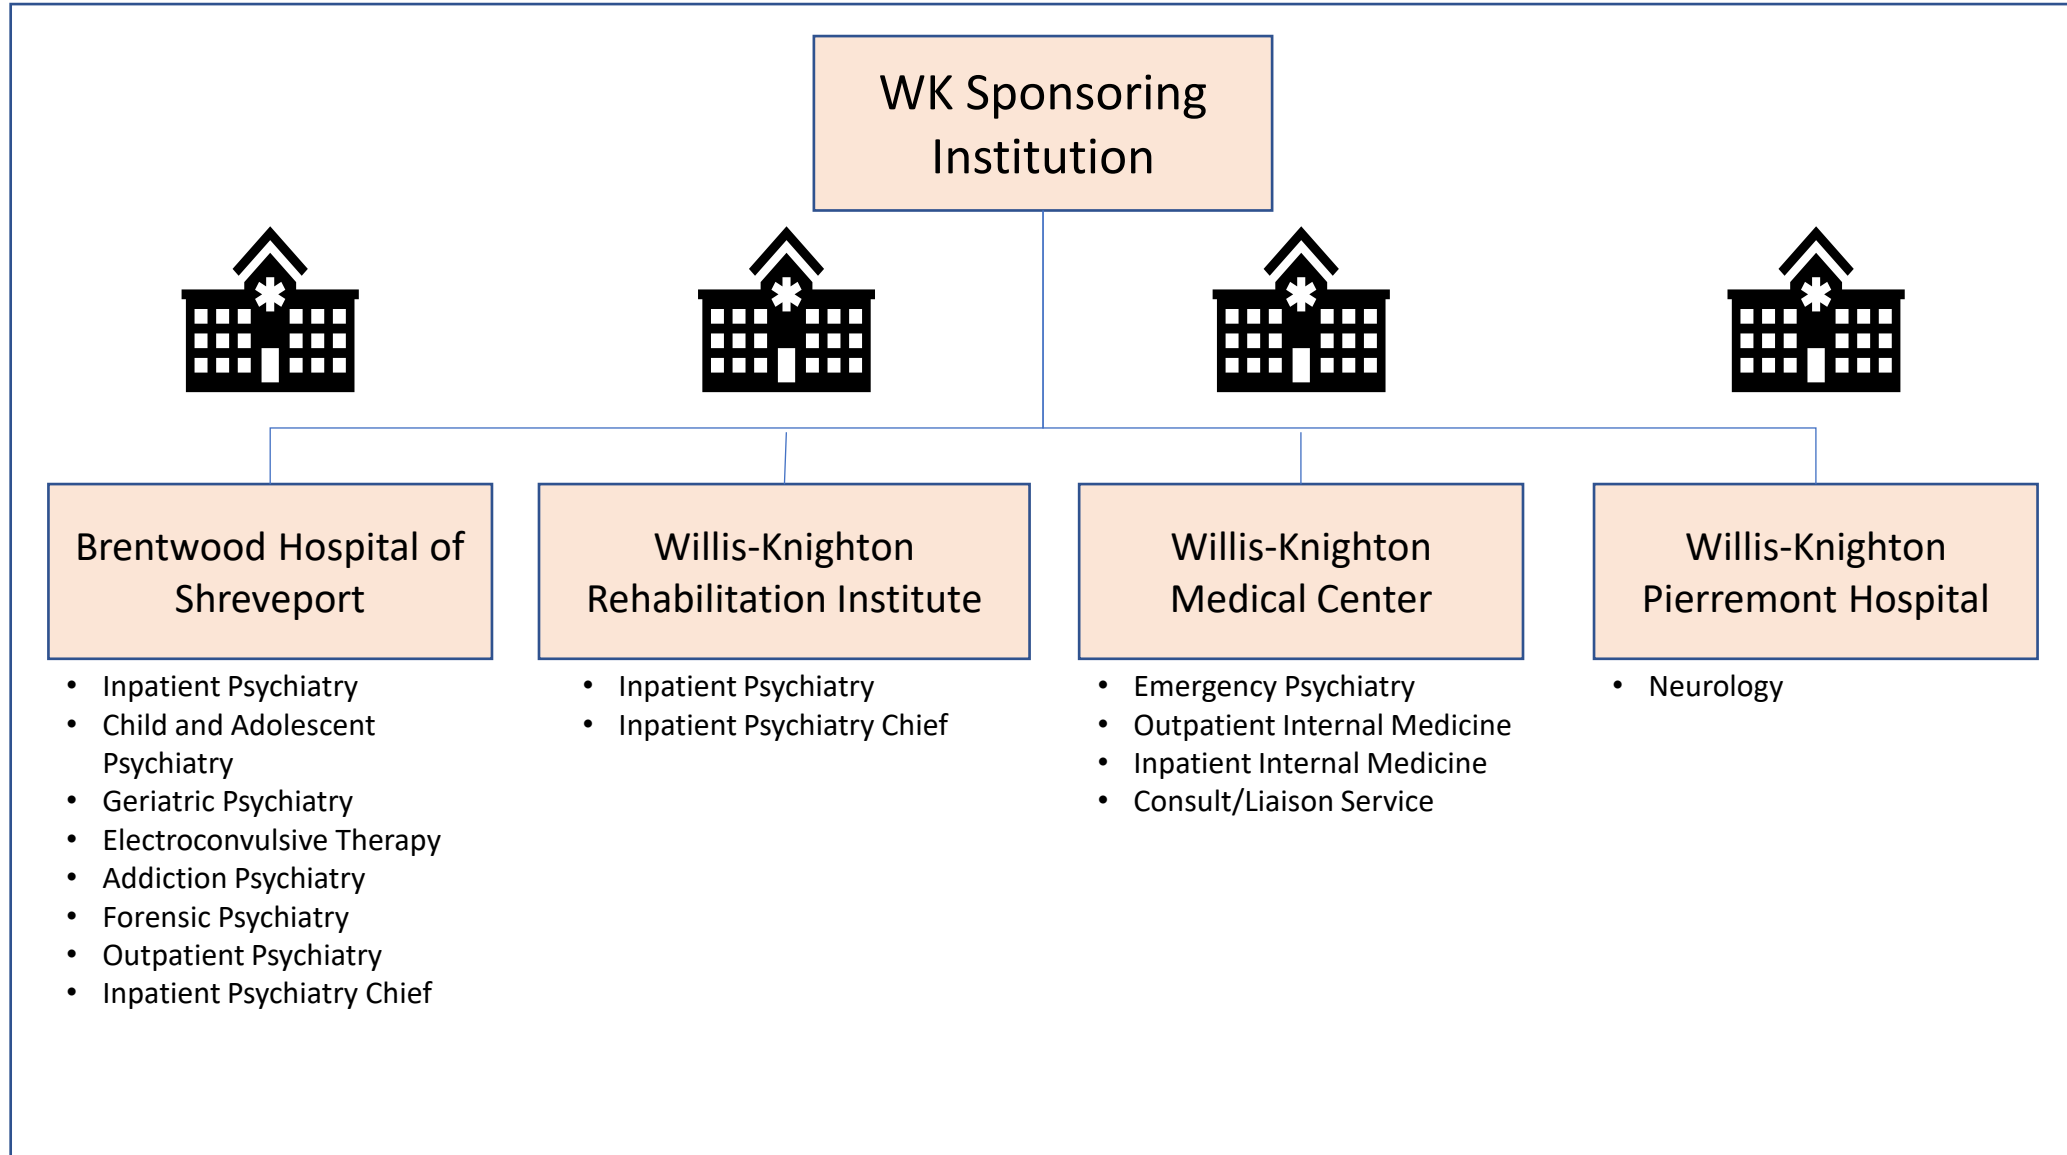 WK Sponsoring
Institution
Brentwood Hospital of
Shreveport
• Inpatient Psychiatry
• Child and Adolescent
Psychiatry
• Geriatric Psychiatry
• Electroconvulsive Therapy
• Addiction Psychiatry
• Forensic Psychiatry
• Outpatient Psychiatry
• Inpatient Psychiatry Chief
Willis-Knighton
Rehabilitation Institute
• Inpatient Psychiatry
• Inpatient Psychiatry Chief
Willis-Knighton
Medical Center
• Emergency Psychiatry
• Outpatient Internal Medicine
• Inpatient Internal Medicine
• Consult/Liaison Service
Willis-Knighton
Pierremont Hospital
• Neurology